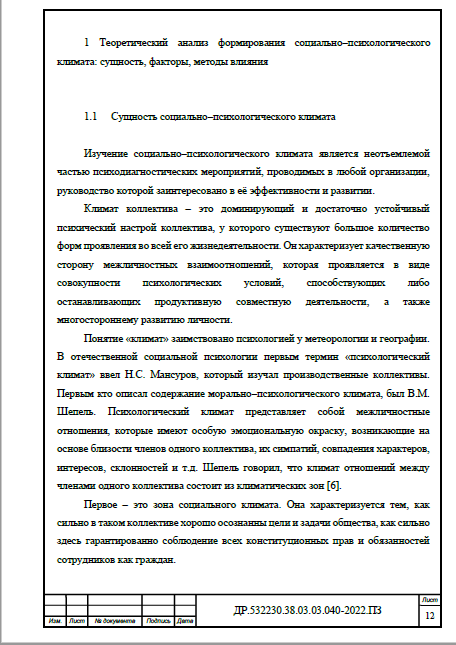 1 Теоретический анализ формирования социально–психологического
климата: сущность, факторы, методы влияния
1.1 Сущность социально–психологического климата
Изучение социально–психологического климата является неотъемлемой
частью психодиагностических мероприятий, проводимых в любой организации,
руководство которой заинтересовано в её эффективности и развитии.
Климат коллектива – это доминирующий и достаточно устойчивый
психический настрой коллектива, у которого существуют большое количество
форм проявления во всей его жизнедеятельности. Он характеризует качественную
сторону межличностных взаимоотношений, которая проявляется в виде
совокупности психологических условий, способствующих либо
останавливающих продуктивную совместную деятельности, а также
многостороннему развитию личности.
Понятие «климат» заимствовано психологией у метеорологии и географии.
В отечественной социальной психологии первым термин «психологический
климат» ввел Н.С. Мансуров, который изучал производственные коллективы.
Первым кто описал содержание морально–психологического климата, был В.М.
Шепель. Психологический климат представляет собой межличностные
отношения, которые имеют особую эмоциональную окраску, возникающие на
основе близости членов одного коллектива, их симпатий, совпадения характеров,
интересов, склонностей и т.д. Шепель говорил, что климат отношений между
членами одного коллектива состоит из климатических зон [6].
Первое – это зона социального климата. Она характеризуется тем, как
сильно в таком коллективе хорошо осознанны цели и задачи общества, как сильно
здесь гарантированно соблюдение всех конституционных прав и обязанностей
сотрудников как граждан.
ДР.532230.38.03.03.040-2022.ПЗ
Лист
12
Изм. Лист № документа Подпись Дата